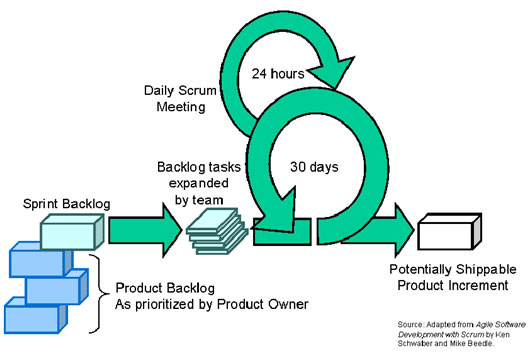 24 hours
Daily Scrum
Meeting
Backlog tasks
expanded
by team
30 days
Sprint Backlog
Product Backlog
As prioritized by Product Owner
Potentially Shippable
Product Increment
Source: Adapted from Agile Software
Development with Scrum by Ken
Schwaber and Mike Beedle.